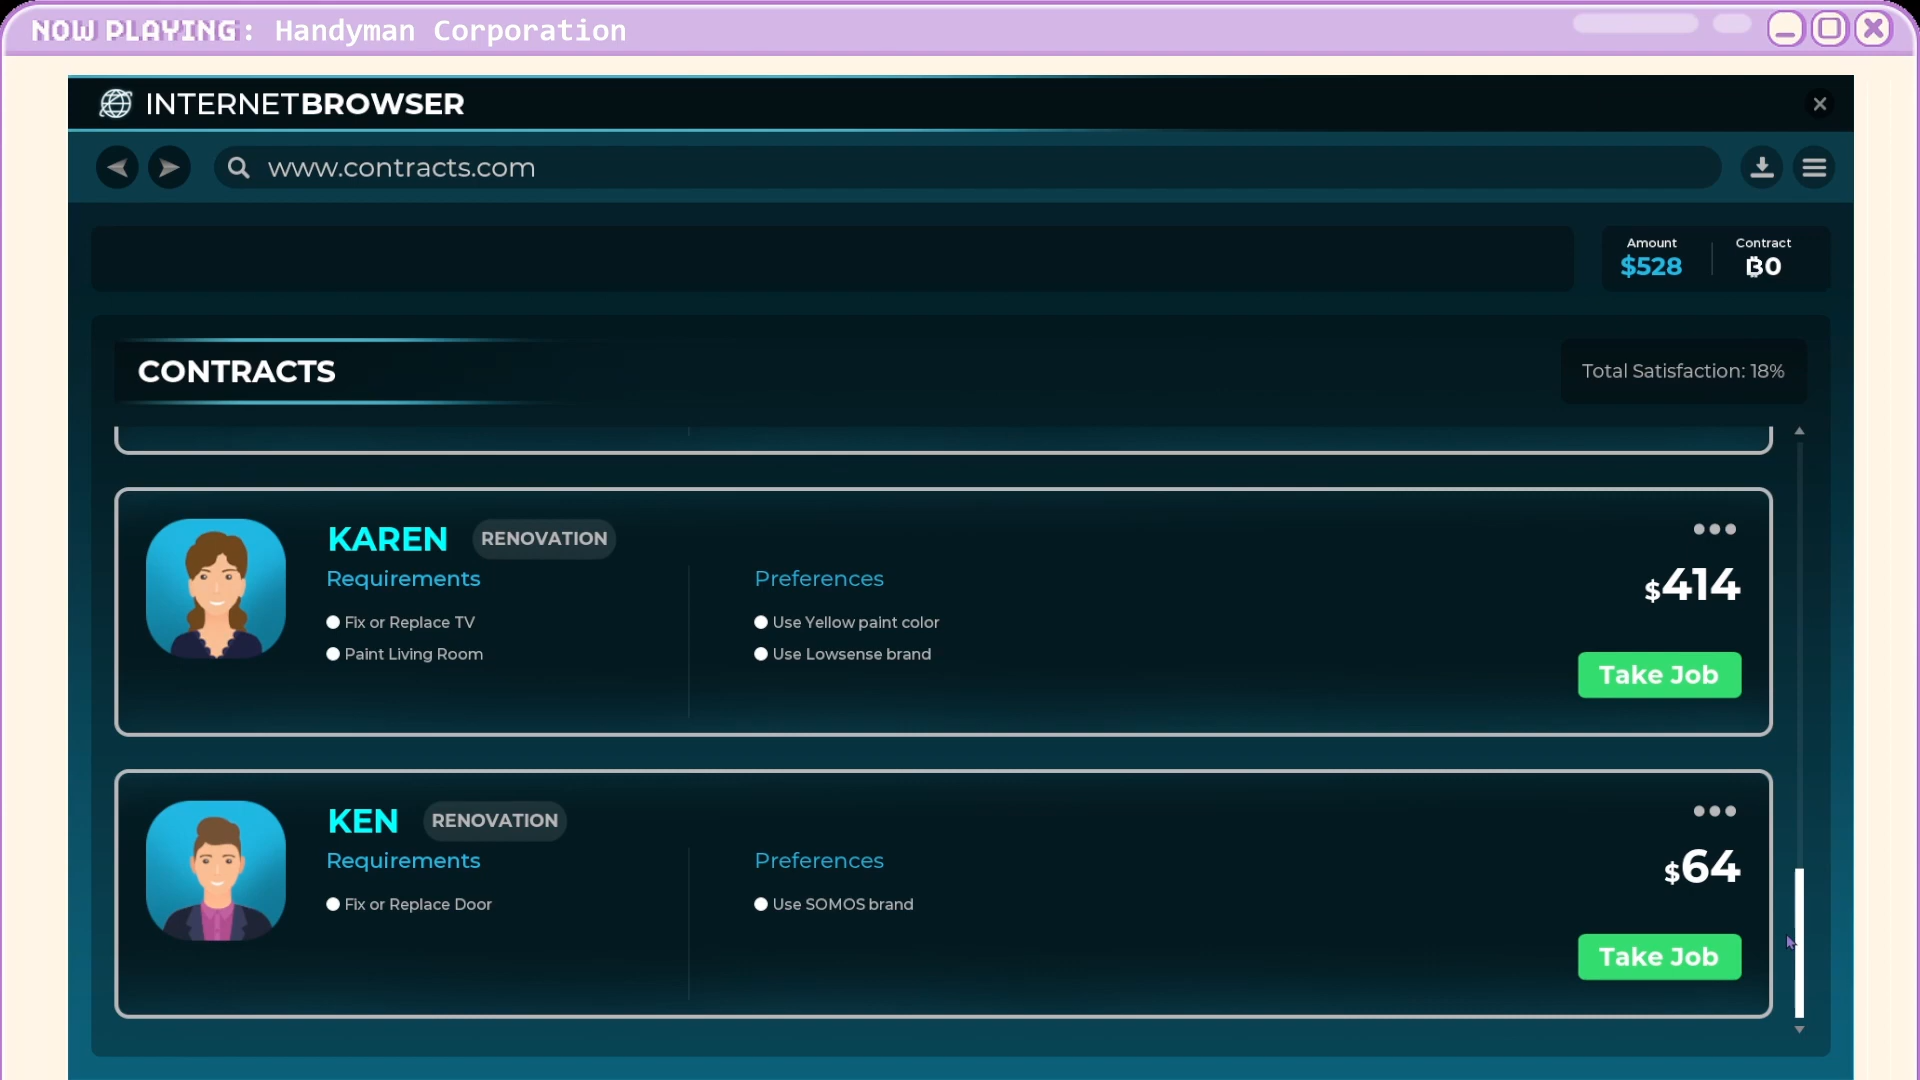 NOW PLAYING: Handyman Corporation
INTERNETBROWSER
www.contracts.com
Amount
$528
Contract
₿0
CONTRACTS
Total Satisfaction: 18%
KAREN
RENOVATION
Requirements
Fix or Replace TV
Paint Living Room
Preferences
Use Yellow paint color
Use Lowsense brand
$414
Take Job
KEN
RENOVATION
Requirements
Fix or Replace Door
Preferences
Use SOMOS brand
$64
Take Job